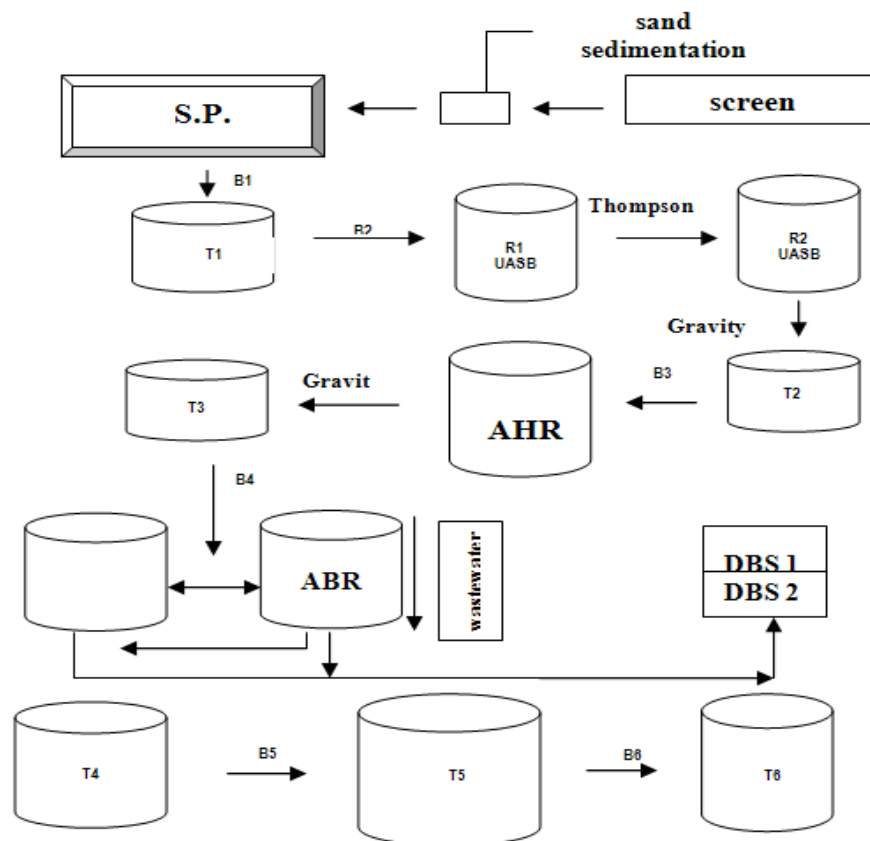 sand
sedimentation
S.P.
screen
B1
T1
B2
R1
UASB
Thompson
R2
UASB
Gravity
T3
Gravit
AHR
B3
T2
B4
ABR
wastewater
DBS 1
DBS 2
T4
B5
T5
B6
T6